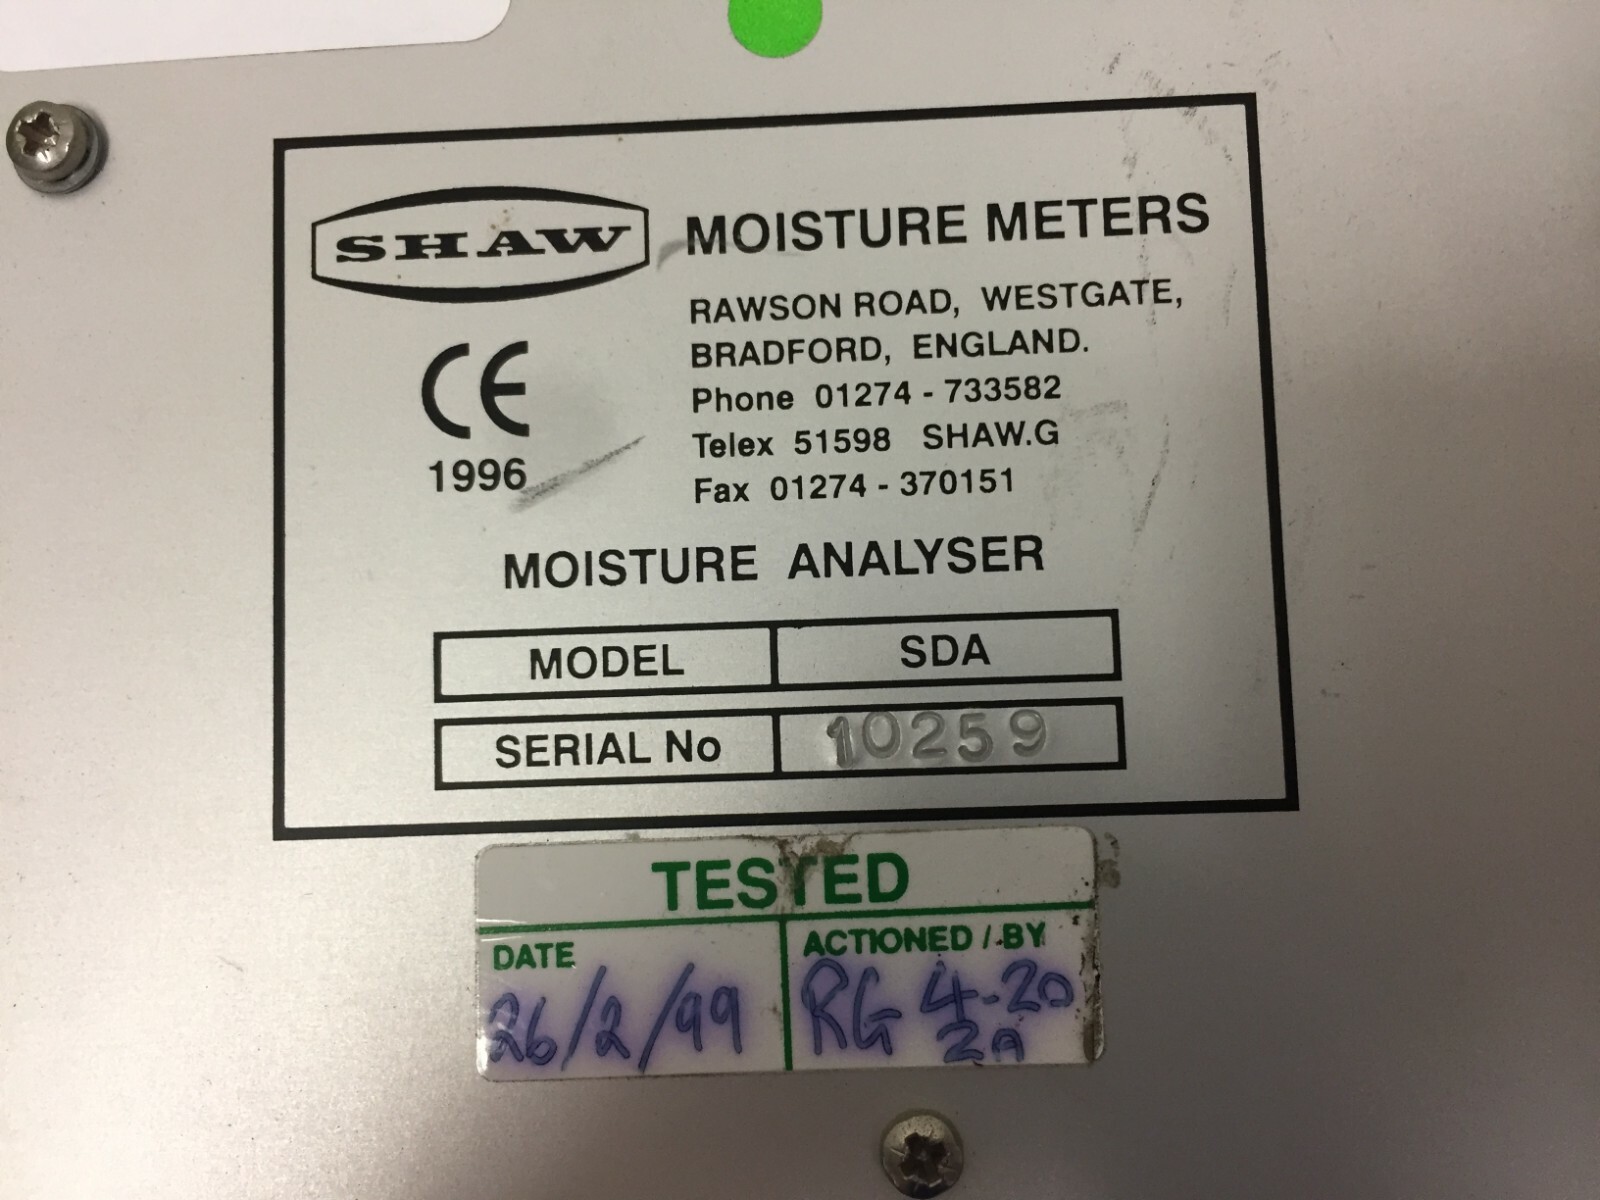 SHAW MOISTURE METERS
RAWSON ROAD, WESTGATE,
BRADFORD, ENGLAND.
Phone 01274 - 733582
Telex 51598 SHAW.G
Fax 01274 - 370151
CE
1996
MOISTURE ANALYSER
MODEL SDA
SERIAL No 10259
TESTED
DATE ACTIONED / BY
26/2/99 RG 4-20